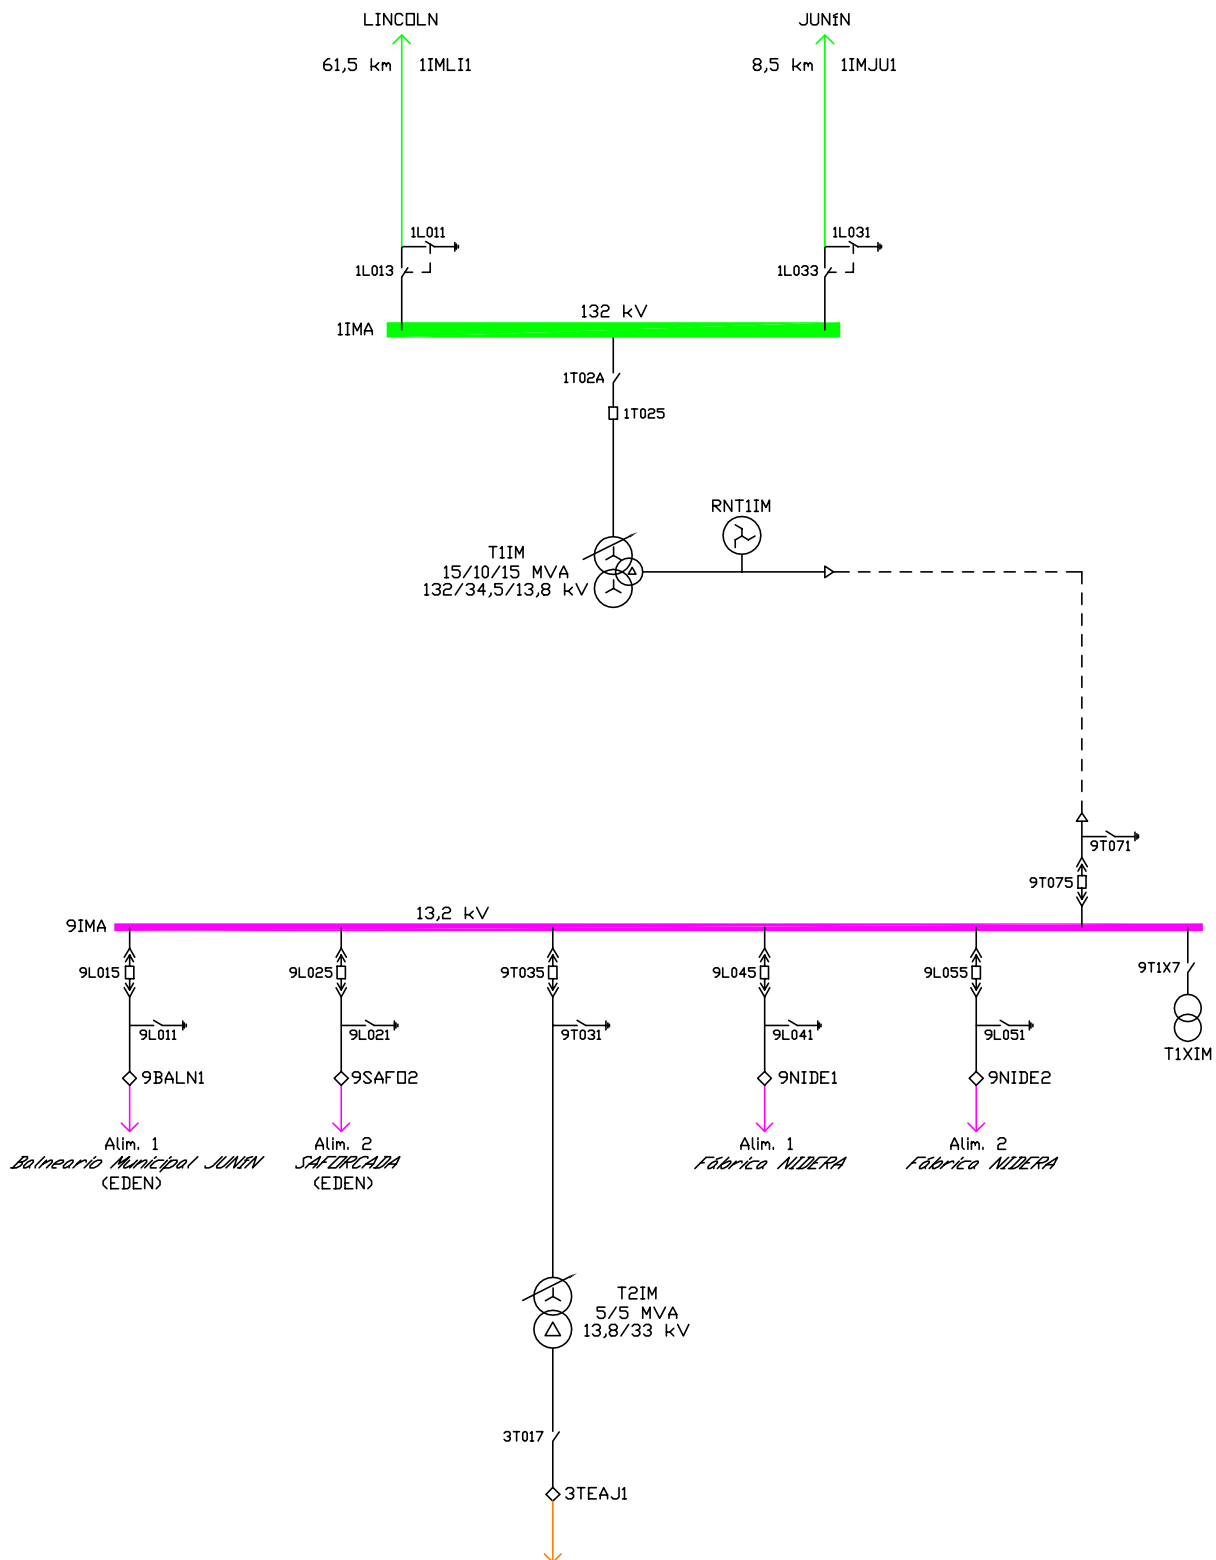 LINCOLN
JUNíN
61,5 km 1IMLI1
8,5 km 1IMJU1
1L011
1L031
1L013
1L033
132 kV
1IMA
1T02A
1T025
RNT1IM
T1IM
15/10/15 MVA
132/34,5/13,8 kV
9T071
9T075
13,2 kV
9IMA
9L015
9L025
9T035
9L045
9L055
9T1X7
9L011
9L021
9T031
9L041
9L051
T1XIM
9BALN1
9SAFO2
9NIDE1
9NIDE2
Alim. 1
Balneario Municipal JUNíN
(EDEN)
Alim. 2
SAFORCADA
(EDEN)
Alim. 1
Fábrica NIDERA
Alim. 2
Fábrica NIDERA
T2IM
5/5 MVA
13,8/33 kV
3T017
3TEAJ1